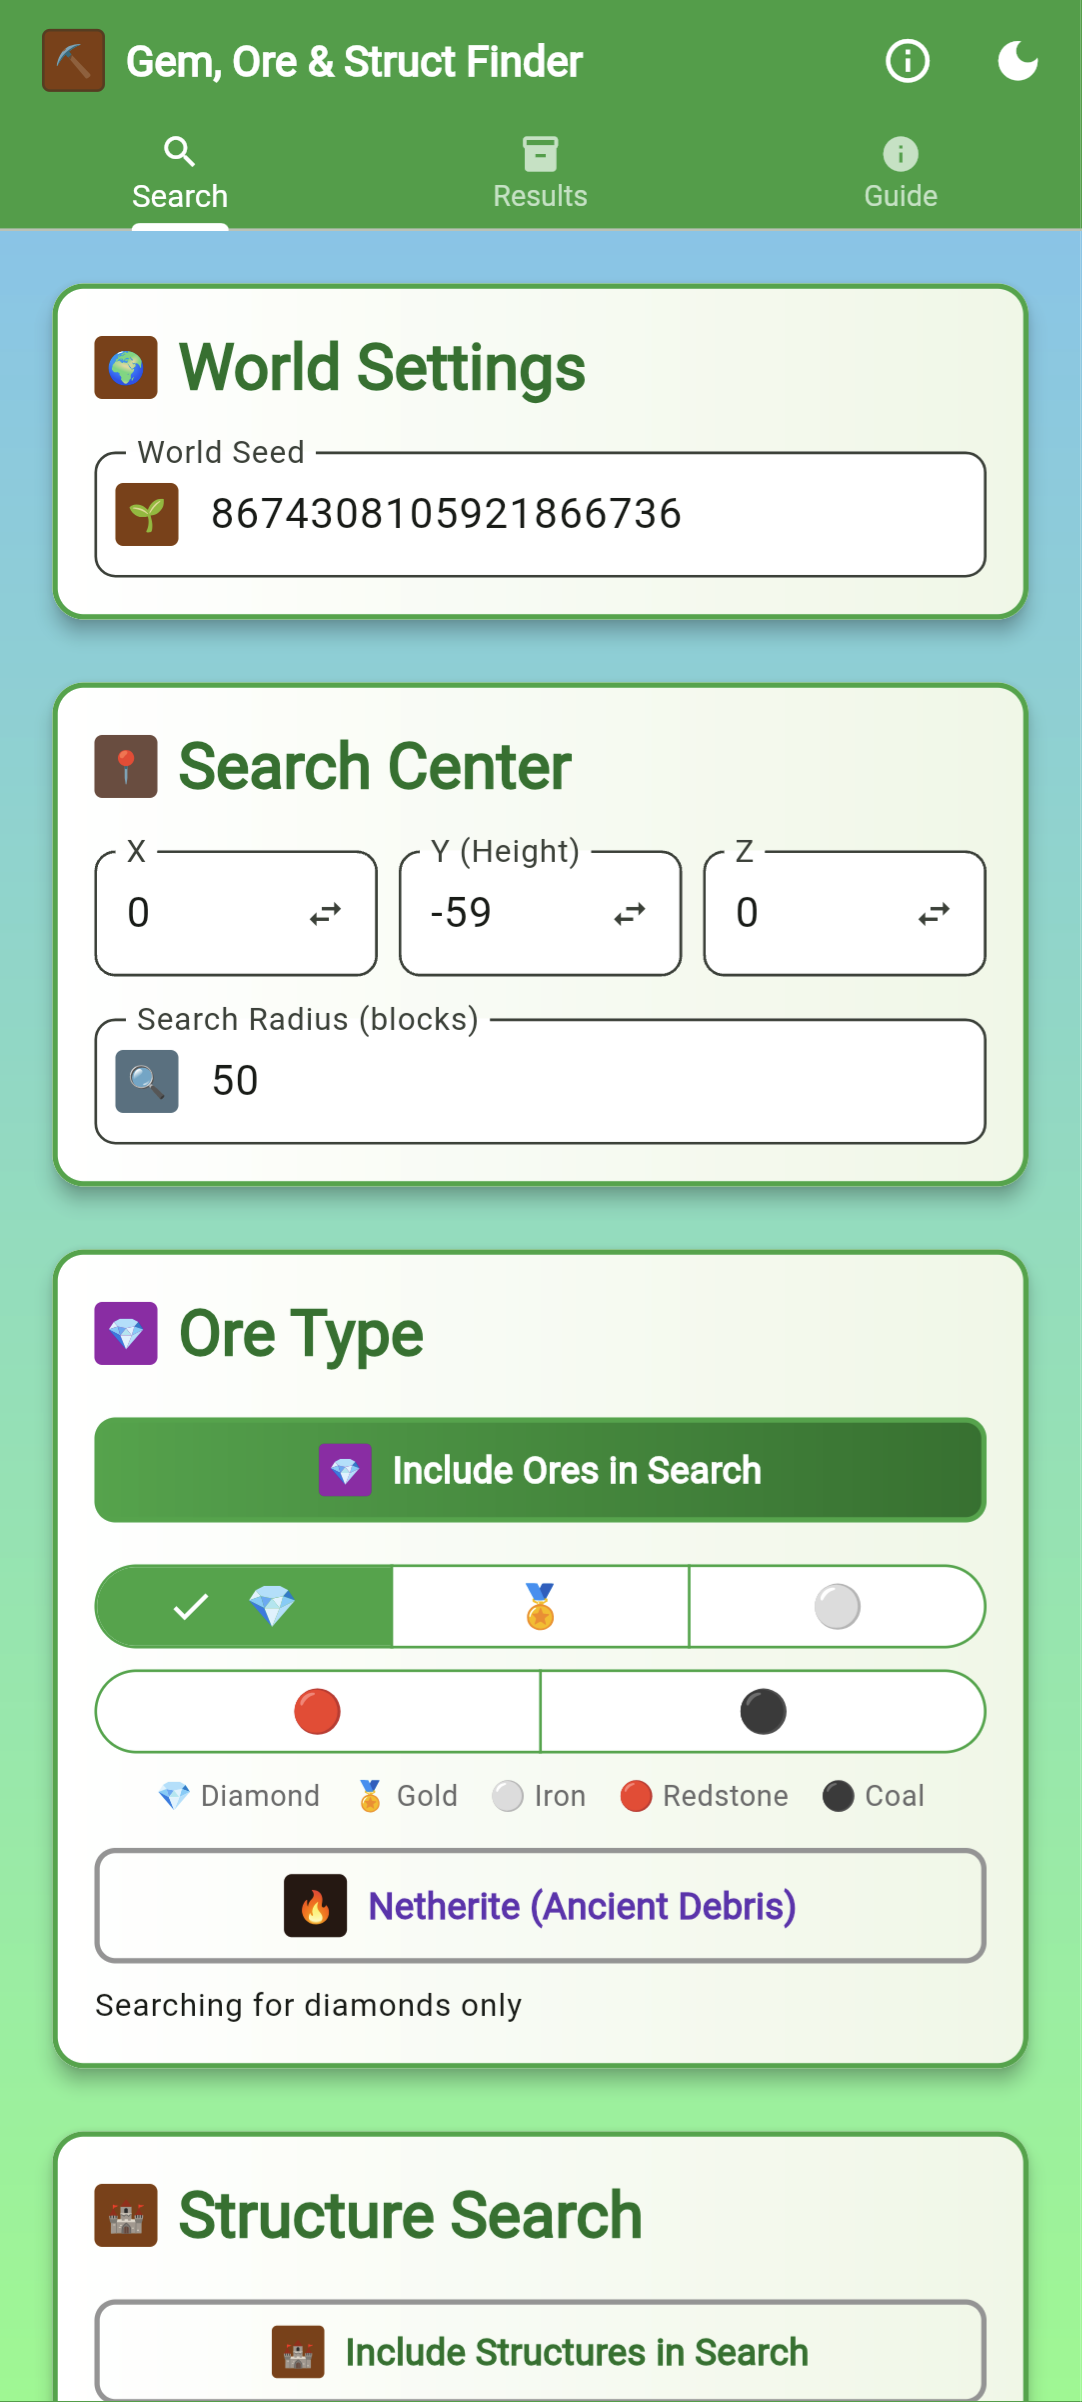 Gem, Ore & Struct Finder
Search
Results
Guide
World Settings
World Seed
8674308105921866736
Search Center
X
Y (Height)
Z
0
-59
0
Search Radius (blocks)
50
Ore Type
Include Ores in Search
Diamond
Gold
Iron
Redstone
Coal
Netherite (Ancient Debris)
Searching for diamonds only
Structure Search
Include Structures in Search